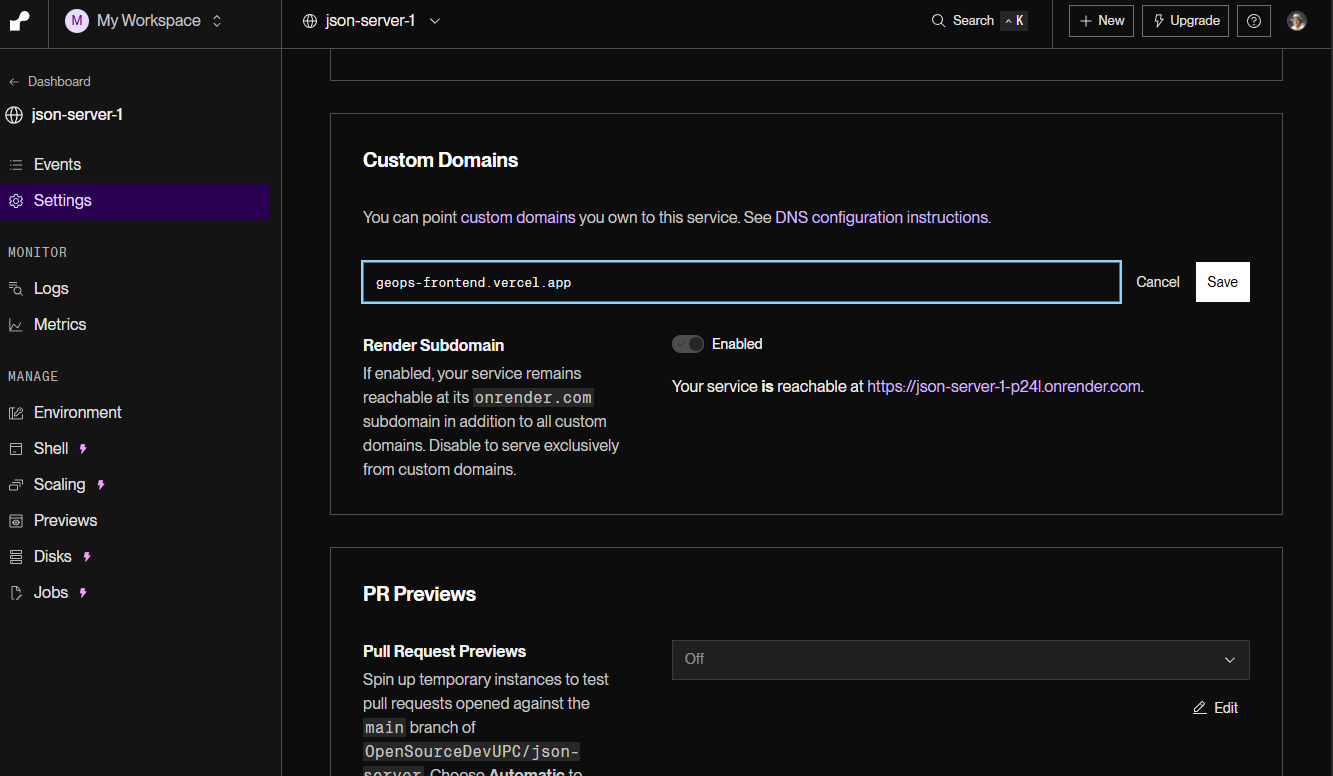 M My Workspace
json-server-1
Search ^ K
+ New
Upgrade
← Dashboard
json-server-1
Events
Settings
MONITOR
Logs
Metrics
MANAGE
Environment
Shell
Scaling
Previews
Disks
Jobs
Custom Domains
You can point custom domains you own to this service. See DNS configuration instructions.
geops-frontend.vercel.app
Cancel
Save
Render Subdomain
If enabled, your service remains
reachable at its onrender.com
subdomain in addition to all custom
domains. Disable to serve exclusively
from custom domains.
Enabled
Your service is reachable at https://json-server-1-p24l.onrender.com.
PR Previews
Pull Request Previews
Spin up temporary instances to test
pull requests opened against the
main branch of
OpenSourceDevUPC/json-
server. Choose Automatic to
Off
Edit